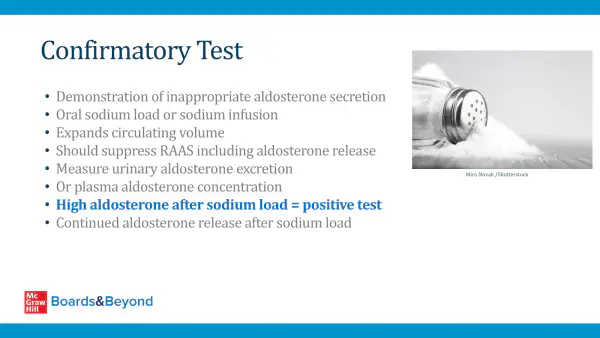 Confirmatory Test
• Demonstration of inappropriate aldosterone secretion
• Oral sodium load or sodium infusion
• Expands circulating volume
• Should suppress RAAS including aldosterone release
• Measure urinary aldosterone excretion
• Or plasma aldosterone concentration
• High aldosterone after sodium load = positive test
• Continued aldosterone release after sodium load
Miro Novak /Shutterstock
Mc
Graw
Hill
Boards&Beyond